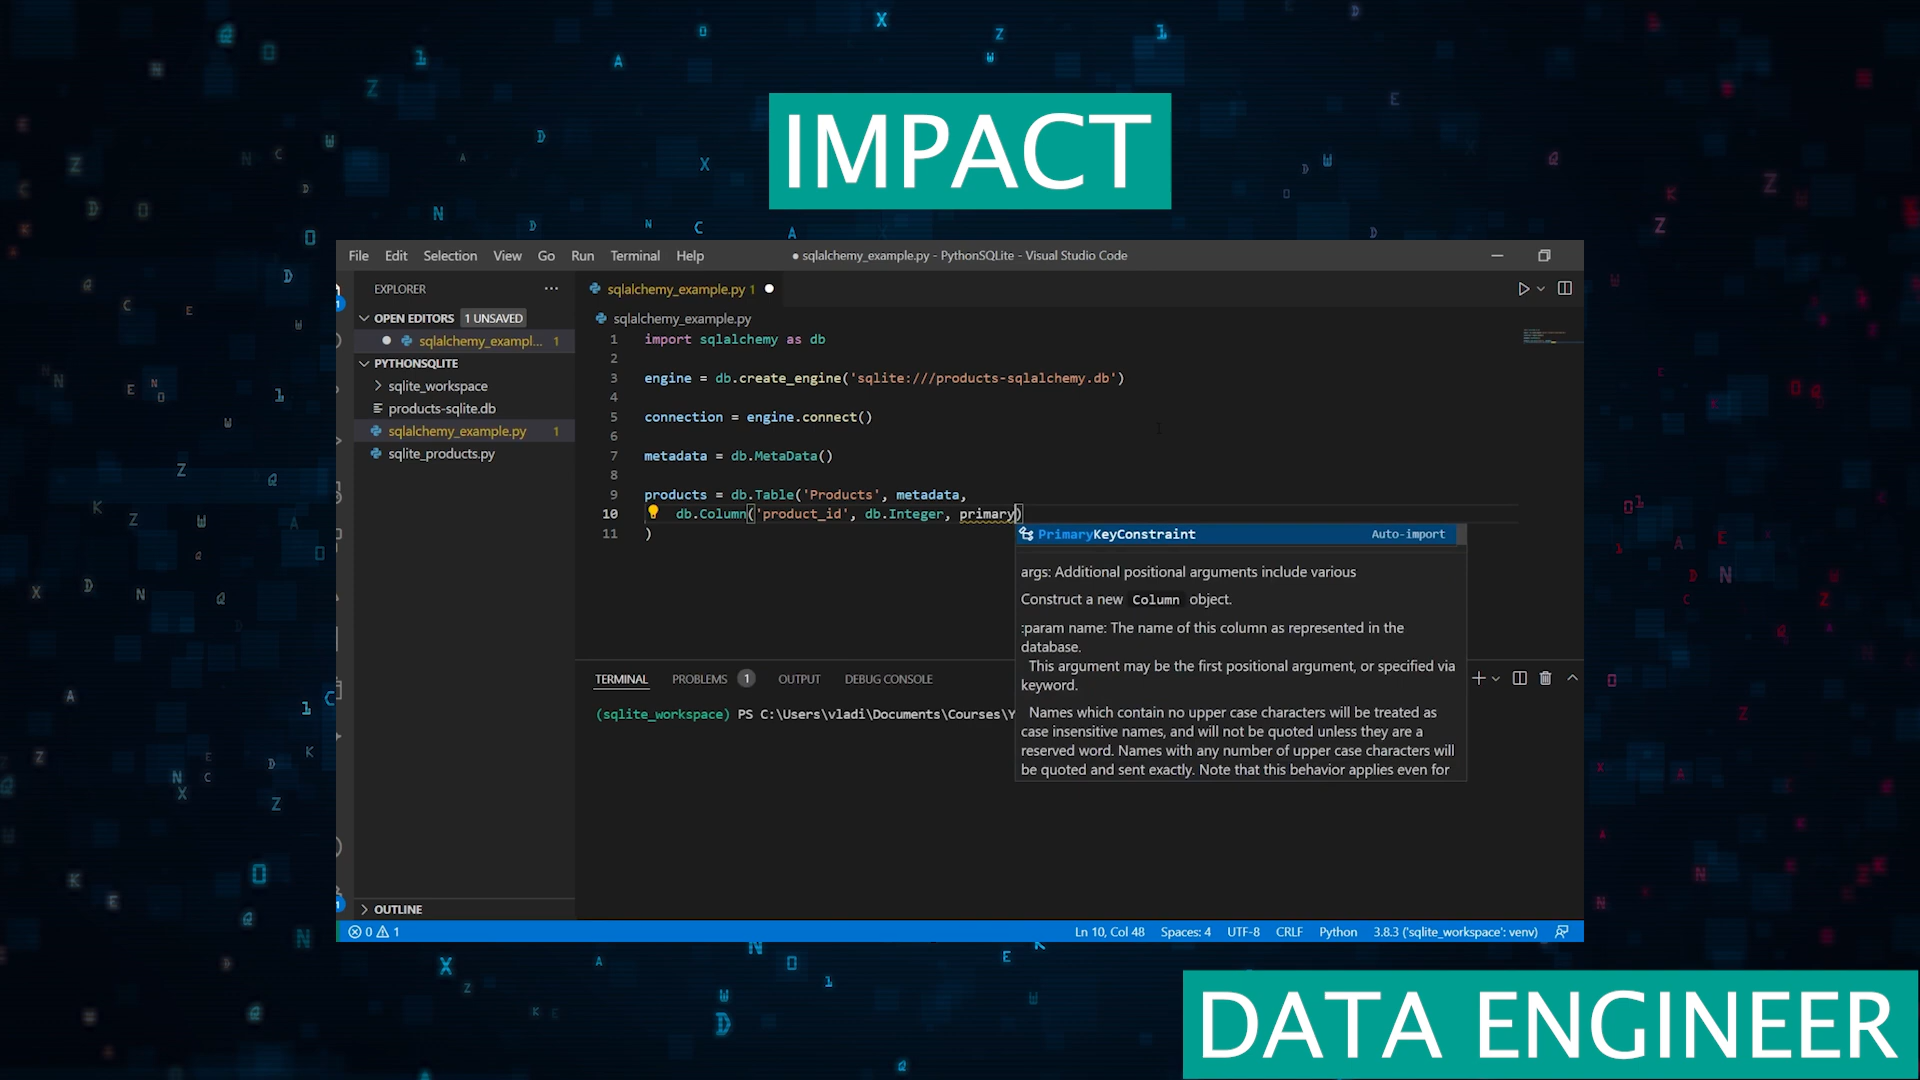 IMPACT
File Edit Selection View Go Run Terminal Help
● sqlalchemy_example.py - PythonSQLite - Visual Studio Code
EXPLORER
sqlalchemy_example.py 1
OPEN EDITORS 1 UNSAVED
sqlalchemy_exampl... 1
PYTHONSQLITE
sqlite_workspace
products-sqlite.db
sqlalchemy_example.py 1
sqlite_products.py
OUTLINE
sqlalchemy_example.py
1 import sqlalchemy as db
2
3 engine = db.create_engine('sqlite:///products-sqlalchemy.db')
4
5 connection = engine.connect()
6
7 metadata = db.MetaData()
8
9 products = db.Table('Products', metadata,
10 db.Column('product_id', db.Integer, primary)
11 )
PrimaryKeyConstraint Auto-import
args: Additional positional arguments include various
Construct a new Column object.
:param name: The name of this column as represented in the
database.
This argument may be the first positional argument, or specified via
keyword.
Names which contain no upper case characters will be treated as
case insensitive names, and will not be quoted unless they are a
reserved word. Names with any number of upper case characters will
be quoted and sent exactly. Note that this behavior applies even for
TERMINAL PROBLEMS 1 OUTPUT DEBUG CONSOLE
(sqlite_workspace) PS C:\Users\vladi\Documents\Courses\Y
0 1
Ln 10, Col 48 Spaces: 4 UTF-8 CRLF Python 3.8.3 ('sqlite_workspace': venv)
DATA ENGINEER